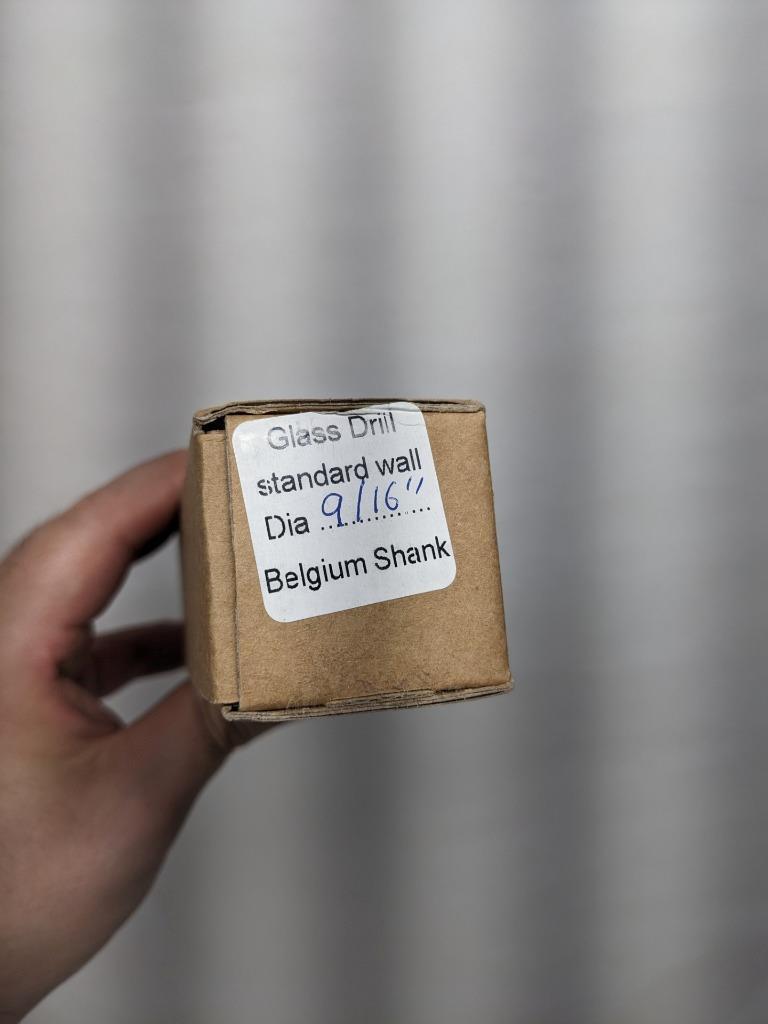 Glass Drill
standard wall
Dia 9/16"
Belgium Shank